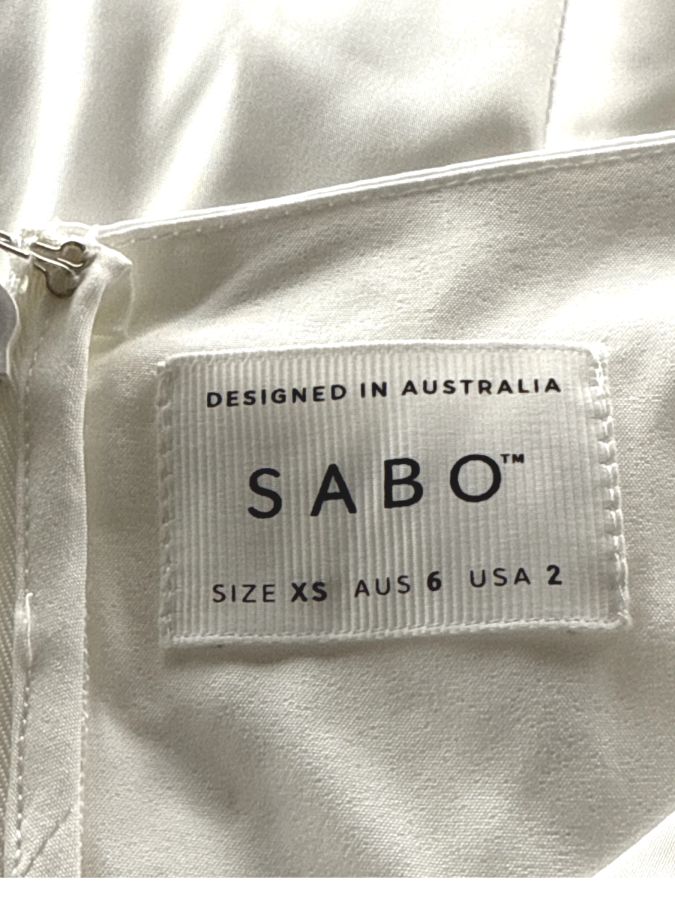 DESIGNED IN AUSTRALIA
SABO™
SIZE XS AUS 6 USA 2